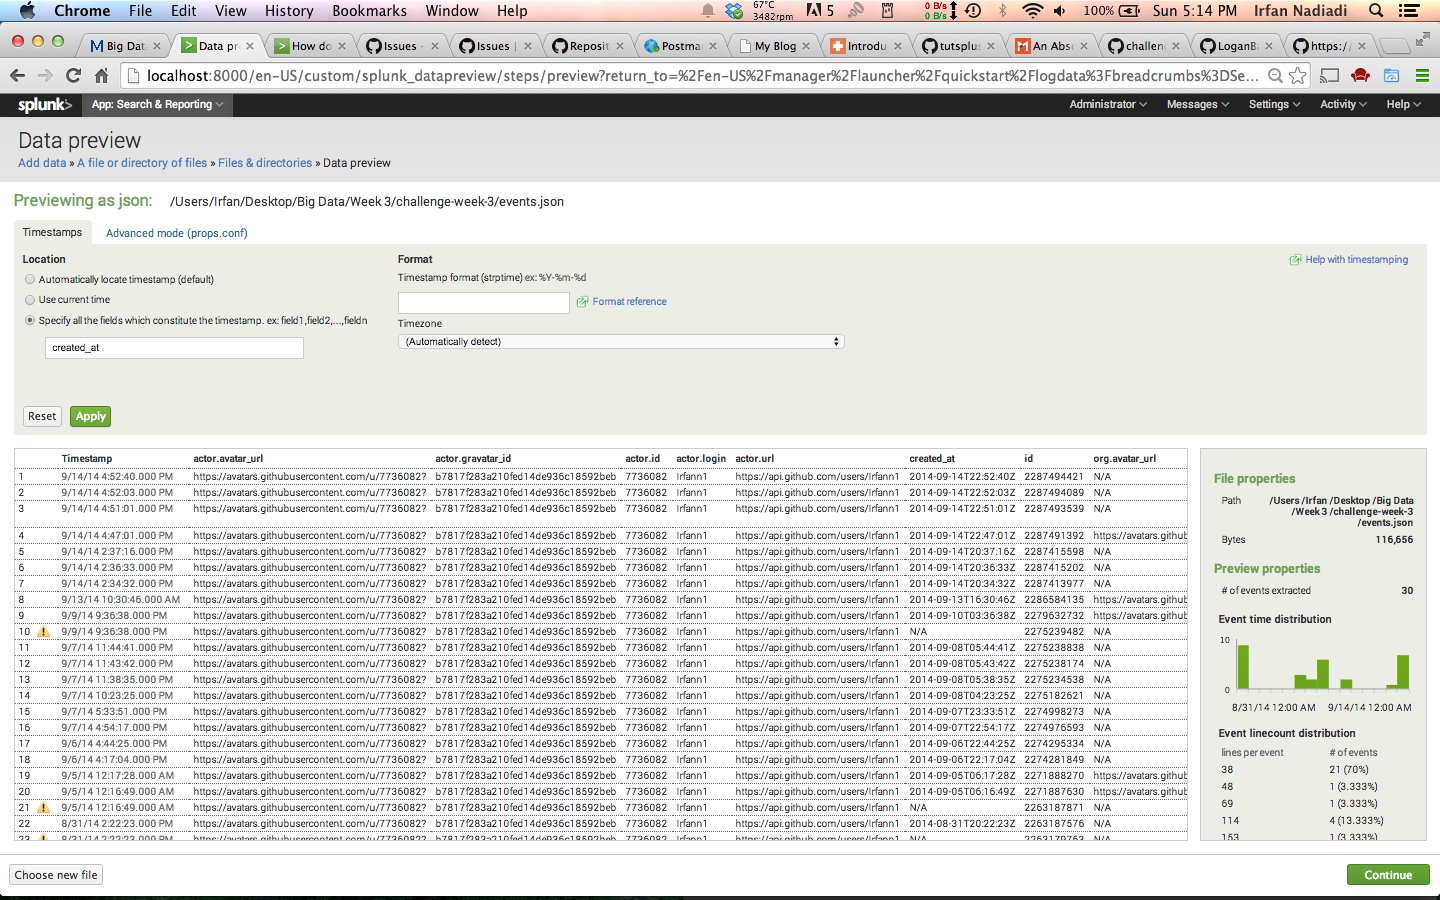 Chrome File Edit View History Bookmarks Window Help 67°C 3482rpm 5 0 B/s 0 B/s 100% Sun 5:14 PM Irfan Nadiadi
Big Dat Data pr How do Issues Issues Reposit Postma My Blog Introdu tutsplus An Abs challen LoganB https:/
localhost:8000/en-US/custom/splunk_datapreview/steps/preview?return_to=%2Fen-US%2Fmanager%2Flauncher%2Fquickstart%2Flogdata%3Fbreadcrumbs%3DSe...
splunk> App: Search & Reporting Administrator Messages Settings Activity Help
Data preview
Add data » A file or directory of files » Files & directories » Data preview
Previewing as json: /Users/Irfan/Desktop/Big Data/Week 3/challenge-week-3/events.json
Timestamps Advanced mode (props.conf)
Location
Automatically locate timestamp (default)
Use current time
Specify all the fields which constitute the timestamp. ex: field1,field2,...,fieldn
created_at
Format
Timestamp format (strptime) ex: %Y-%m-%d
Format reference
Timezone
(Automatically detect)
Help with timestamping
Reset Apply
Timestamp actor.avatar_url actor.gravatar_id actor.id actor.login actor.url created_at id org.avatar_url
1 9/14/14 4:52:40.000 PM https://avatars.githubusercontent.com/u/7736082? b7817f283a210fed14de936c18592beb 7736082 Irfann1 https://api.github.com/users/Irfann1 2014-09-14T22:52:40Z 2287494421 N/A
2 9/14/14 4:52:03.000 PM https://avatars.githubusercontent.com/u/7736082? b7817f283a210fed14de936c18592beb 7736082 Irfann1 https://api.github.com/users/Irfann1 2014-09-14T22:52:03Z 2287494089 N/A
3 9/14/14 4:51:01.000 PM https://avatars.githubusercontent.com/u/7736082? b7817f283a210fed14de936c18592beb 7736082 Irfann1 https://api.github.com/users/Irfann1 2014-09-14T22:51:01Z 2287493539 N/A
4 9/14/14 4:47:01.000 PM https://avatars.githubusercontent.com/u/7736082? b7817f283a210fed14de936c18592beb 7736082 Irfann1 https://api.github.com/users/Irfann1 2014-09-14T22:47:01Z 2287491392 https://avatars.github
5 9/14/14 2:37:16.000 PM https://avatars.githubusercontent.com/u/7736082? b7817f283a210fed14de936c18592beb 7736082 Irfann1 https://api.github.com/users/Irfann1 2014-09-14T20:37:16Z 2287415598 N/A
6 9/14/14 2:36:33.000 PM https://avatars.githubusercontent.com/u/7736082? b7817f283a210fed14de936c18592beb 7736082 Irfann1 https://api.github.com/users/Irfann1 2014-09-14T20:36:33Z 2287415202 N/A
7 9/14/14 2:34:32.000 PM https://avatars.githubusercontent.com/u/7736082? b7817f283a210fed14de936c18592beb 7736082 Irfann1 https://api.github.com/users/Irfann1 2014-09-14T20:34:32Z 2287413977 N/A
8 9/13/14 10:30:46.000 AM https://avatars.githubusercontent.com/u/7736082? b7817f283a210fed14de936c18592beb 7736082 Irfann1 https://api.github.com/users/Irfann1 2014-09-13T16:30:46Z 2286584135 https://avatars.github
9 9/9/14 9:36:38.000 PM https://avatars.githubusercontent.com/u/7736082? b7817f283a210fed14de936c18592beb 7736082 Irfann1 https://api.github.com/users/Irfann1 2014-09-10T03:36:38Z 2279632732 N/A
10 9/9/14 9:36:38.000 PM https://avatars.githubusercontent.com/u/7736082? b7817f283a210fed14de936c18592beb 7736082 Irfann1 https://api.github.com/users/Irfann1 N/A 2275239482 N/A
11 9/7/14 11:44:41.000 PM https://avatars.githubusercontent.com/u/7736082? b7817f283a210fed14de936c18592beb 7736082 Irfann1 https://api.github.com/users/Irfann1 2014-09-08T05:44:41Z 2275238838 N/A
12 9/7/14 11:43:42.000 PM https://avatars.githubusercontent.com/u/7736082? b7817f283a210fed14de936c18592beb 7736082 Irfann1 https://api.github.com/users/Irfann1 2014-09-08T05:43:42Z 2275238174 N/A
13 9/7/14 11:38:35.000 PM https://avatars.githubusercontent.com/u/7736082? b7817f283a210fed14de936c18592beb 7736082 Irfann1 https://api.github.com/users/Irfann1 2014-09-08T05:38:35Z 2275234538 N/A
14 9/7/14 10:23:25.000 PM https://avatars.githubusercontent.com/u/7736082? b7817f283a210fed14de936c18592beb 7736082 Irfann1 https://api.github.com/users/Irfann1 2014-09-08T04:23:25Z 2275182621 N/A
15 9/7/14 5:33:51.000 PM https://avatars.githubusercontent.com/u/7736082? b7817f283a210fed14de936c18592beb 7736082 Irfann1 https://api.github.com/users/Irfann1 2014-09-07T23:33:51Z 2274998273 N/A
16 9/7/14 4:54:17.000 PM https://avatars.githubusercontent.com/u/7736082? b7817f283a210fed14de936c18592beb 7736082 Irfann1 https://api.github.com/users/Irfann1 2014-09-07T22:54:17Z 2274976593 N/A
17 9/6/14 4:44:25.000 PM https://avatars.githubusercontent.com/u/7736082? b7817f283a210fed14de936c18592beb 7736082 Irfann1 https://api.github.com/users/Irfann1 2014-09-06T22:44:25Z 2274295334 N/A
18 9/6/14 4:17:04.000 PM https://avatars.githubusercontent.com/u/7736082? b7817f283a210fed14de936c18592beb 7736082 Irfann1 https://api.github.com/users/Irfann1 2014-09-06T22:17:04Z 2274281849 N/A
19 9/5/14 12:17:28.000 AM https://avatars.githubusercontent.com/u/7736082? b7817f283a210fed14de936c18592beb 7736082 Irfann1 https://api.github.com/users/Irfann1 2014-09-05T06:17:28Z 2271888270 https://avatars.github
20 9/5/14 12:16:49.000 AM https://avatars.githubusercontent.com/u/7736082? b7817f283a210fed14de936c18592beb 7736082 Irfann1 https://api.github.com/users/Irfann1 2014-09-05T06:16:49Z 2271887630 https://avatars.github
21 9/5/14 12:16:49.000 AM https://avatars.githubusercontent.com/u/7736082? b7817f283a210fed14de936c18592beb 7736082 Irfann1 https://api.github.com/users/Irfann1 N/A 2263187871 N/A
22 8/31/14 2:22:23.000 PM https://avatars.githubusercontent.com/u/7736082? b7817f283a210fed14de936c18592beb 7736082 Irfann1 https://api.github.com/users/Irfann1 2014-08-31T20:22:23Z 2263187576 N/A
File properties
Path /Users /Irfan /Desktop /Big Data
/Week 3 /challenge-week-3
/events.json
Bytes 116,656
Preview properties
# of events extracted 30
Event time distribution
10
0
8/31/14 12:00 AM 9/14/14 12:00 AM
Event linecount distribution
lines per event # of events
38 21 (70%)
48 1 (3.333%)
69 1 (3.333%)
114 4 (13.333%)
153 1 (3.333%)
Choose new file Continue